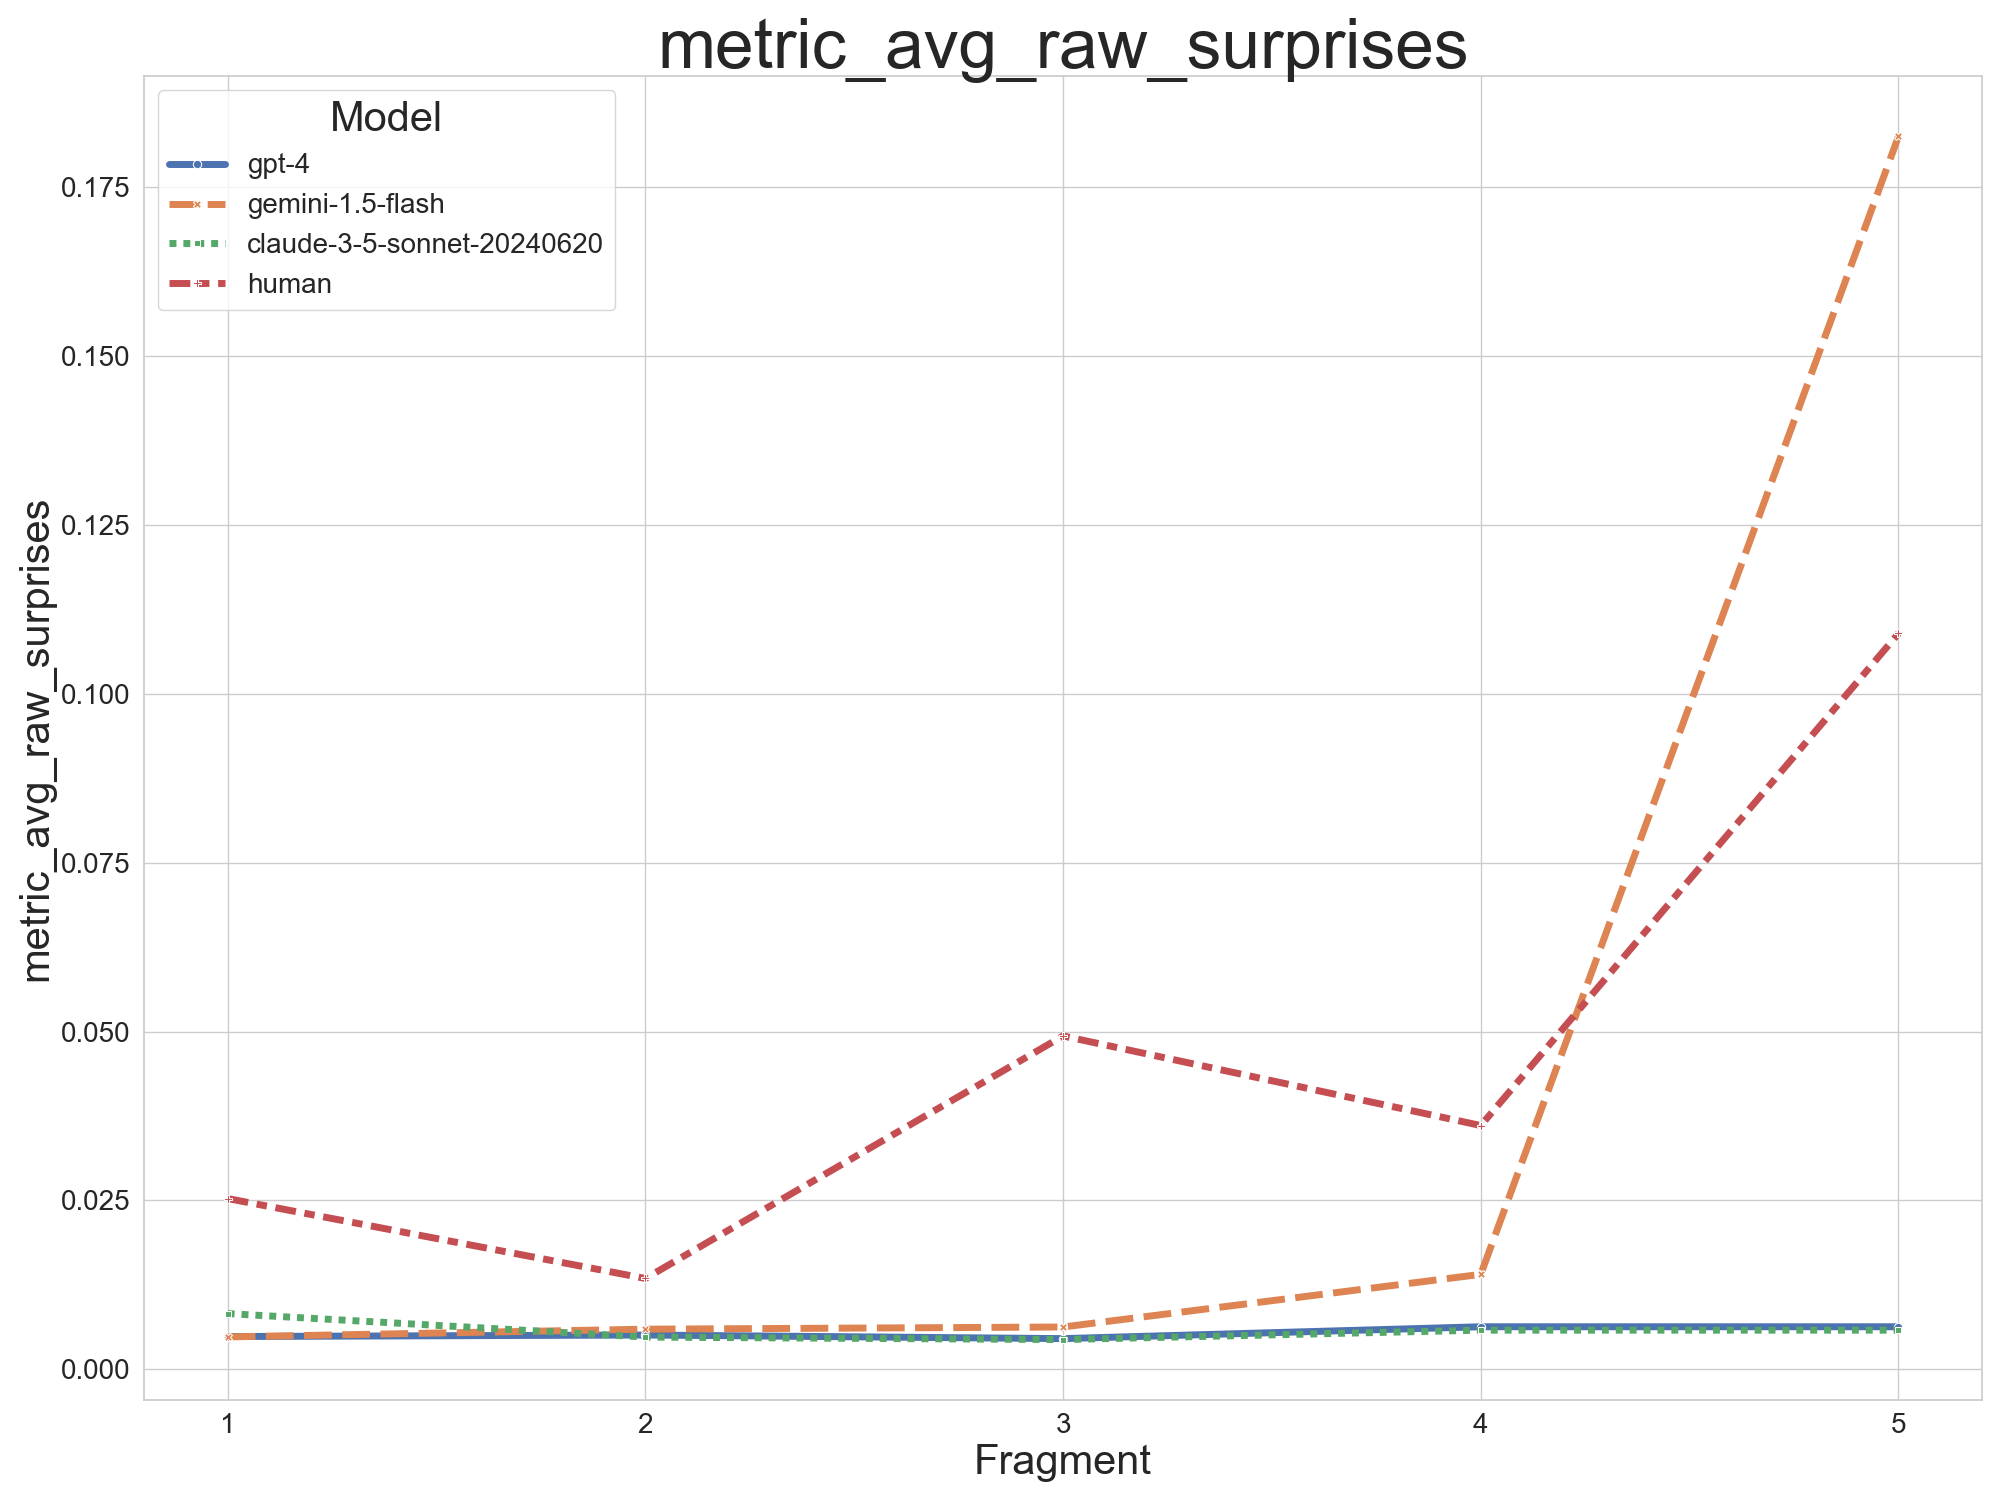 metric_avg_raw_surprises
Model
gpt-4
gemini-1.5-flash
claude-3-5-sonnet-20240620
human
metric_avg_raw_surprises
0.175
0.150
0.125
0.100
0.075
0.050
0.025
0.000
1 2 3 4 5
Fragment